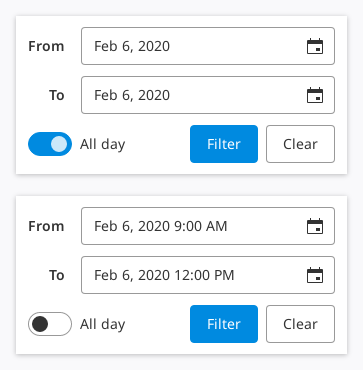 From Feb 6, 2020
To Feb 6, 2020
All day Filter Clear
From Feb 6, 2020 9:00 AM
To Feb 6, 2020 12:00 PM
All day Filter Clear